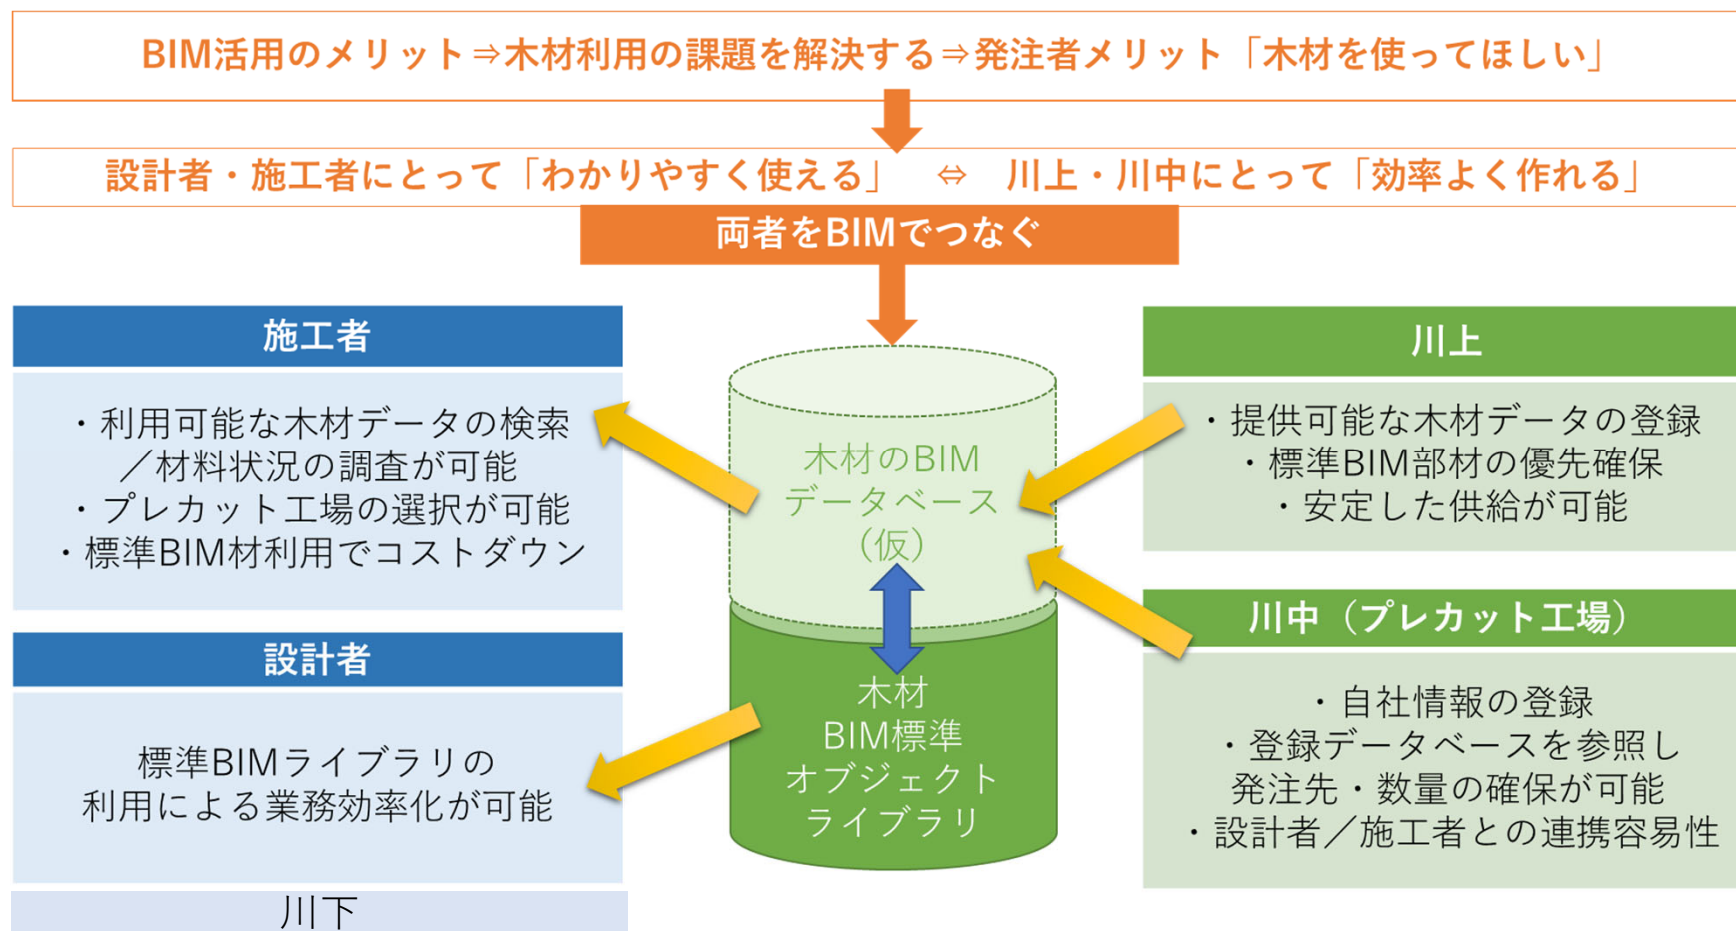 BIM活用のメリット⇒木材利用の課題を解決する⇒発注者メリット「木材を使ってほしい」
設計者・施工者にとって「わかりやすく使える」 ⇔ 川上・川中にとって「効率よく作れる」
両者をBIMでつなぐ
施工者
・利用可能な木材データの検索
／材料状況の調査が可能
・プレカット工場の選択が可能
・標準BIM材利用でコストダウン
設計者
標準BIMライブラリの
利用による業務効率化が可能
川下
木材のBIM
データベース
（仮）
木材
BIM標準
オブジェクト
ライブラリ
川上
・提供可能な木材データの登録
・標準BIM部材の優先確保
・安定した供給が可能
川中（プレカット工場）
・自社情報の登録
・登録データベースを参照し
発注先・数量の確保が可能
・設計者／施工者との連携容易性